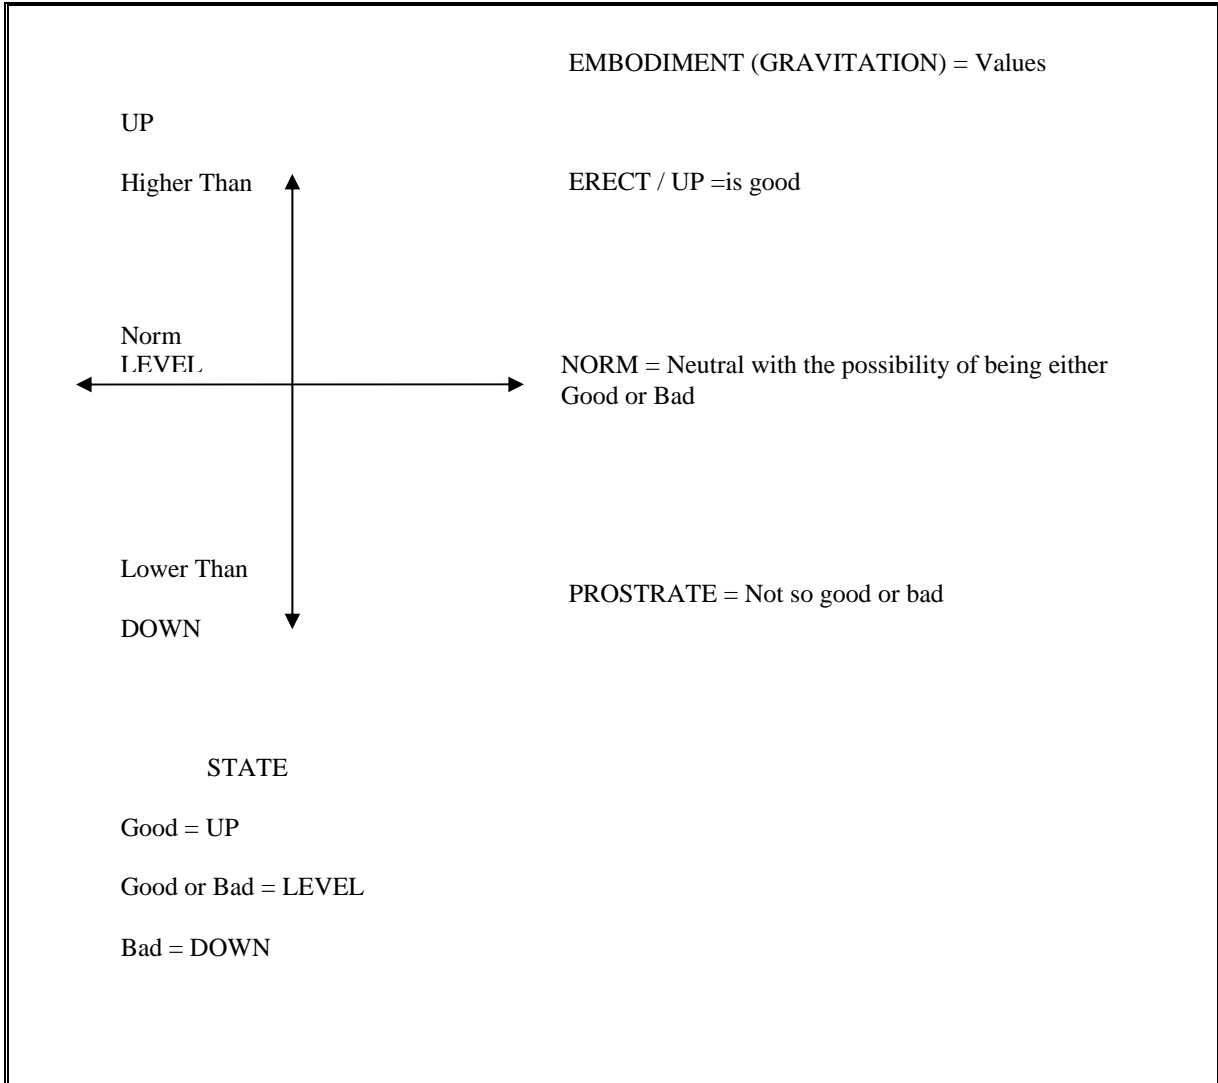 EMBODIMENT (GRAVITATION) = Values
UP
Higher Than
ERECT / UP =is good
Norm
LEVEL
NORM = Neutral with the possibility of being either
Good or Bad
Lower Than
PROSTRATE = Not so good or bad
DOWN
STATE
Good = UP
Good or Bad = LEVEL
Bad = DOWN